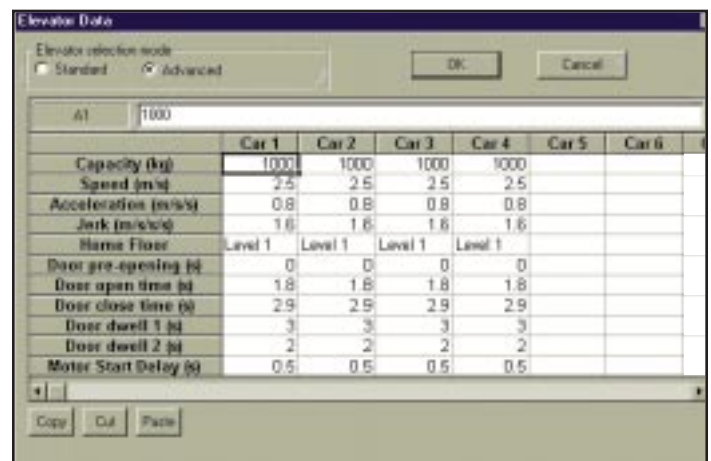 Elevator Data
Elevator selection mode
Standard Advanced
OK Cancel
A1 1000
Car 1 Car 2 Car 3 Car 4 Car 5 Car 6
Capacity (kg) 1000 1000 1000 1000
Speed (m/s) 2.5 2.5 2.5 2.5
Acceleration (m/s/s) 0.8 0.8 0.8 0.8
Jerk (m/s/s/s) 1.6 1.6 1.6 1.6
Home Floor Level 1 Level 1 Level 1 Level 1
Door pre-opening (s) 0 0 0 0
Door open time (s) 1.8 1.8 1.8 1.8
Door close time (s) 2.9 2.9 2.9 2.9
Door dwell 1 (s) 3 3 3 3
Door dwell 2 (s) 2 2 2 2
Motor Start Delay (s) 0.5 0.5 0.5 0.5
Copy Cut Paste